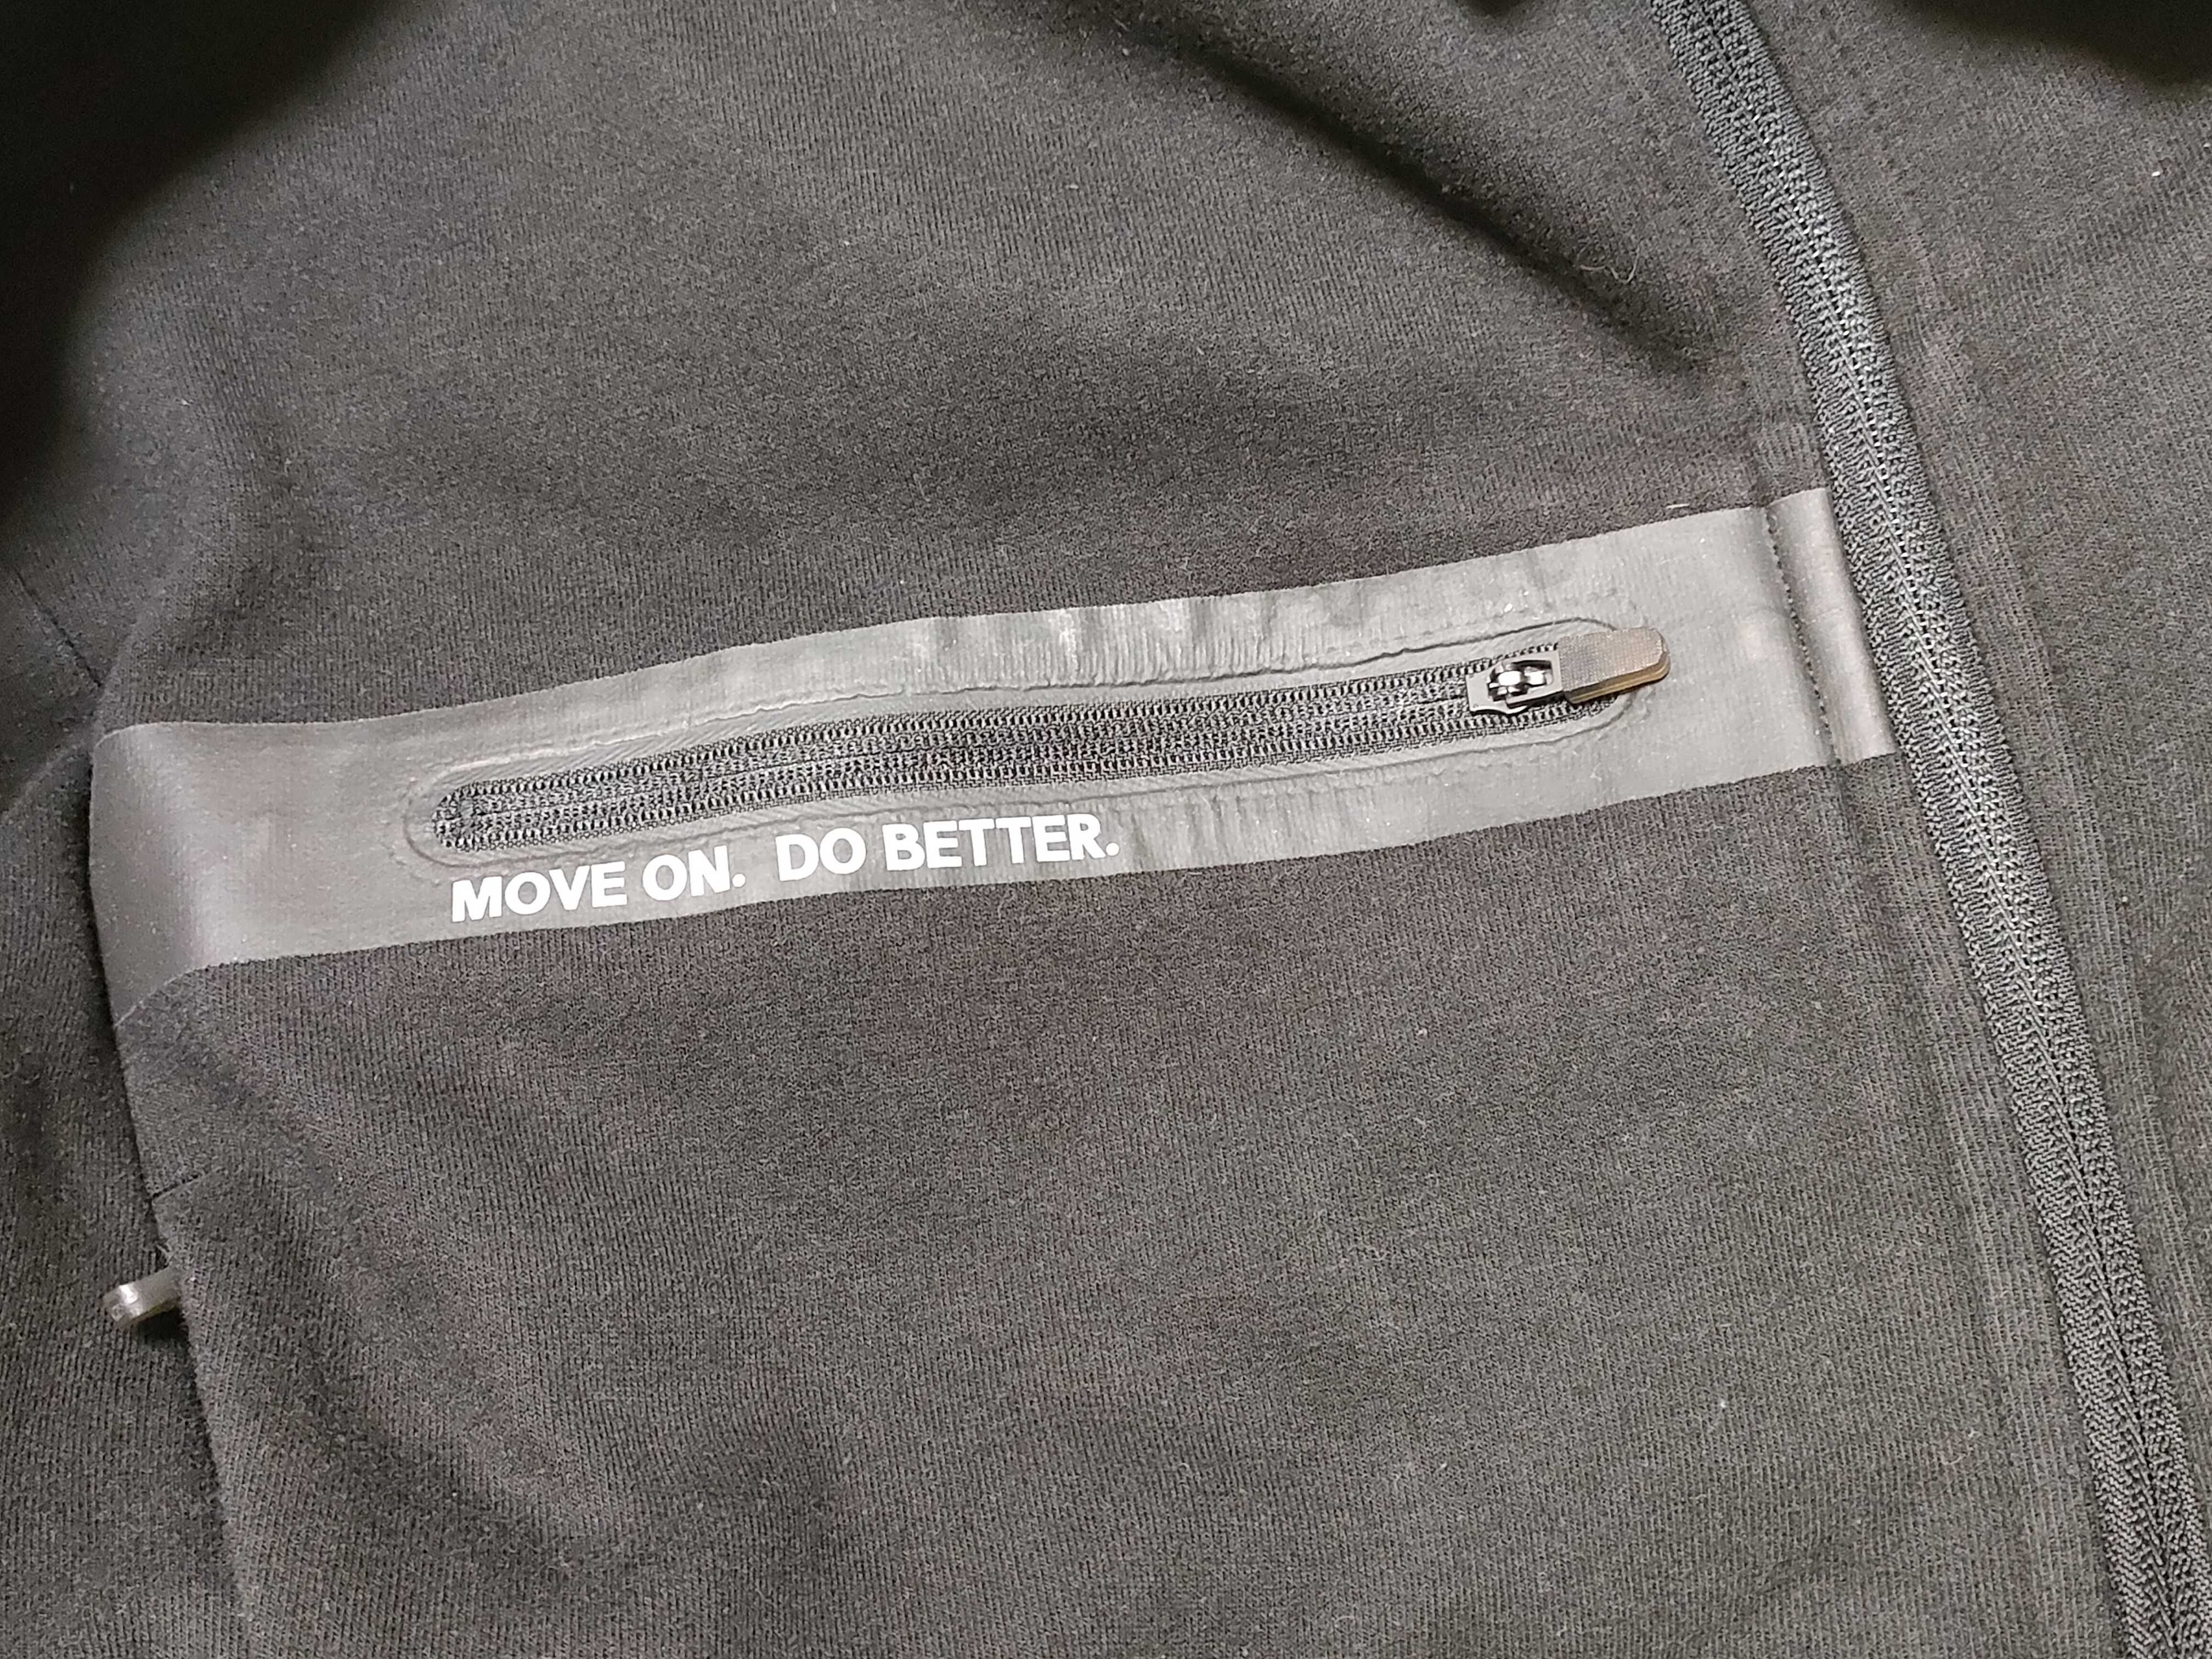 MOVE ON. DO BETTER.